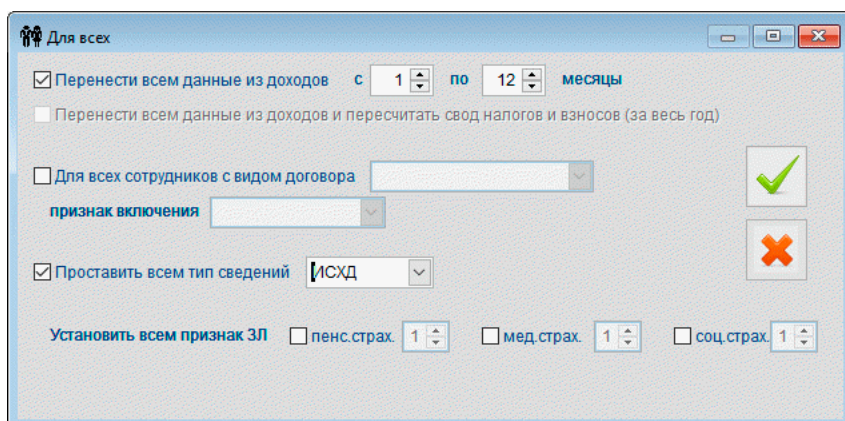 Для всех
Перенести всем данные из доходов с 1 по 12 месяцы
Перенести всем данные из доходов и пересчитать свод налогов и взносов (за весь год)
Для всех сотрудников с видом договора
признак включения
Проставить всем тип сведений ИСХД
Установить всем признак ЗЛ пенс.страх. 1 мед.страх. 1 соц.страх. 1